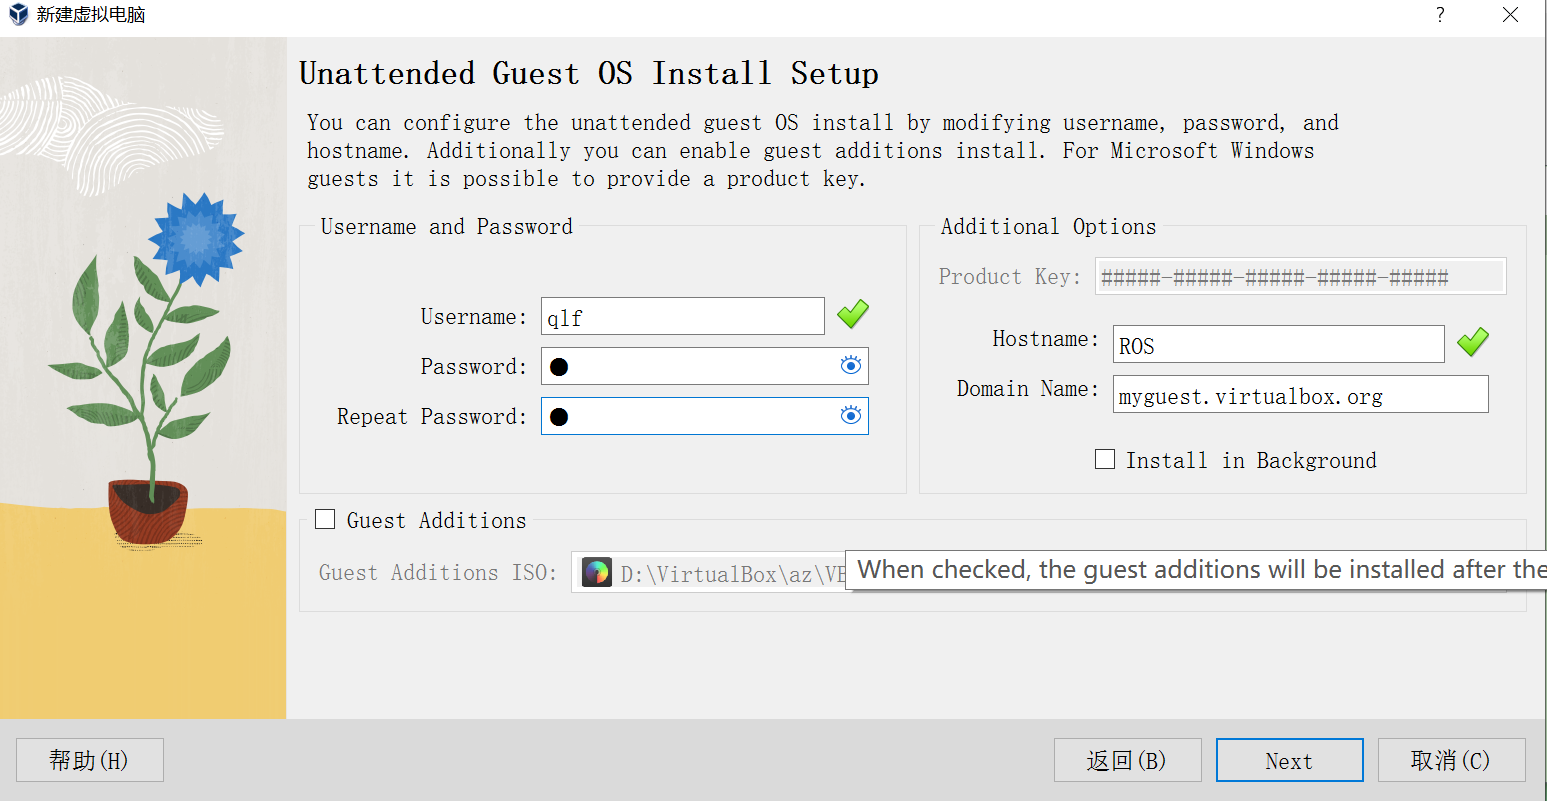 新建虚拟电脑
?
Unattended Guest OS Install Setup
You can configure the unattended guest OS install by modifying username, password, and
hostname. Additionally you can enable guest additions install. For Microsoft Windows
guests it is possible to provide a product key.
Username and Password
Username: qlf
Password:
Repeat Password:
Additional Options
Product Key: #####-#####-#####-#####-#####
Hostname: ROS
Domain Name: myguest.virtualbox.org
Install in Background
Guest Additions
Guest Additions ISO: D:\VirtualBox\az\VB
When checked, the guest additions will be installed after the
帮助(H)
返回(B)
Next
取消(C)